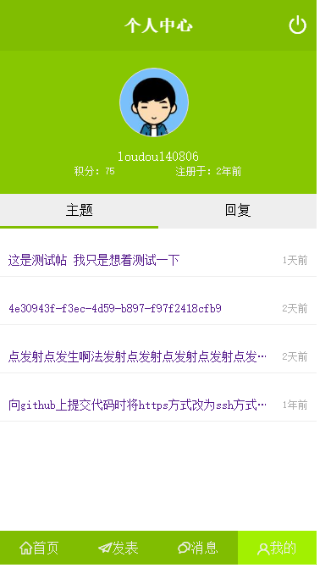 个人中心
loudou140806
积分: 75 注册于: 2年前
主题 回复
这是测试帖 我只是想看测试一下 1天前
4e30943f-f3ec-4d59-b897-f97f2418cfb9 2天前
点发射点发生啊法发射点发射点发射点发射点发… 2天前
向github上提交代码时将https方式改为ssh方式… 1年前
首页 发表 消息 我的